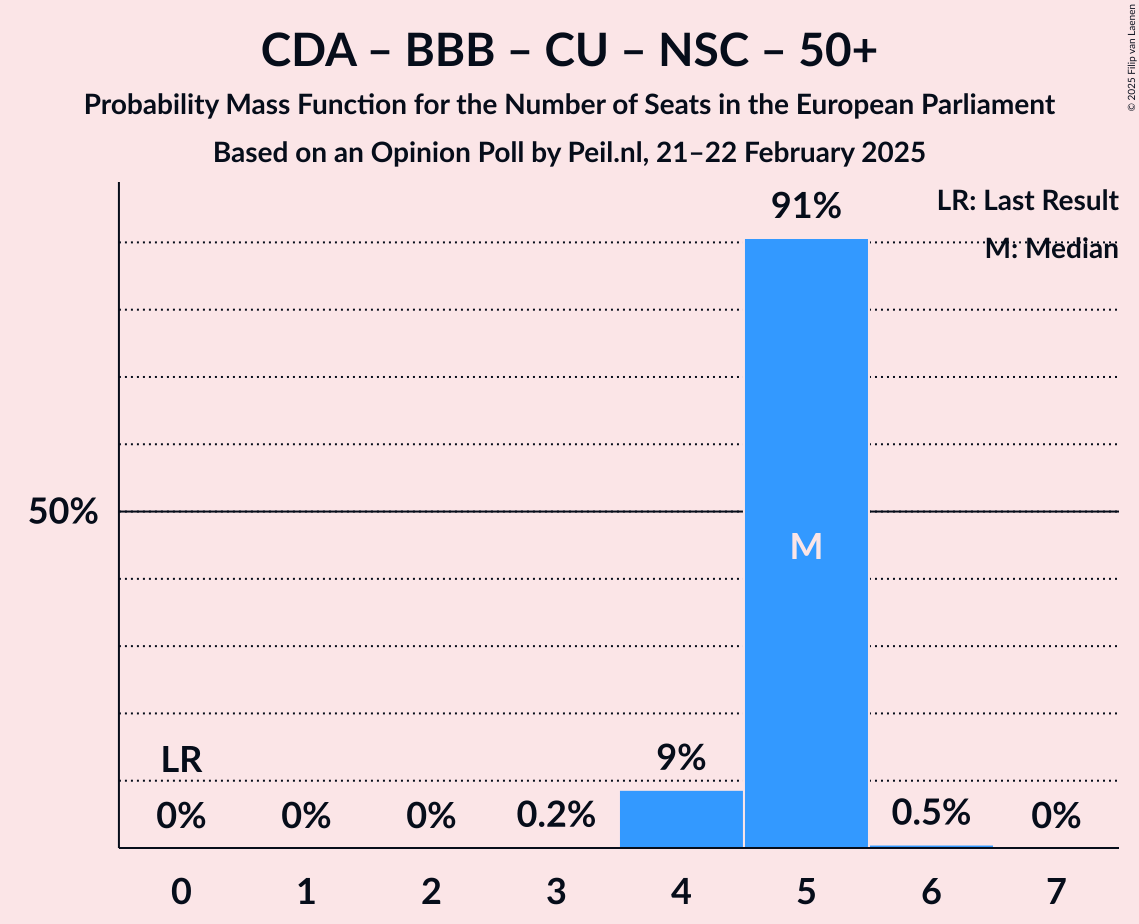 CDA – BBB – CU – NSC – 50+
Probability Mass Function for the Number of Seats in the European Parliament
Based on an Opinion Poll by Peil.nl, 21–22 February 2025
© 2025 Filip van Laenen
LR: Last Result
M: Median
91%
50%
M
LR
9%
0%
0%
0%
0.2%
0.5%
0%
0 1 2 3 4 5 6 7